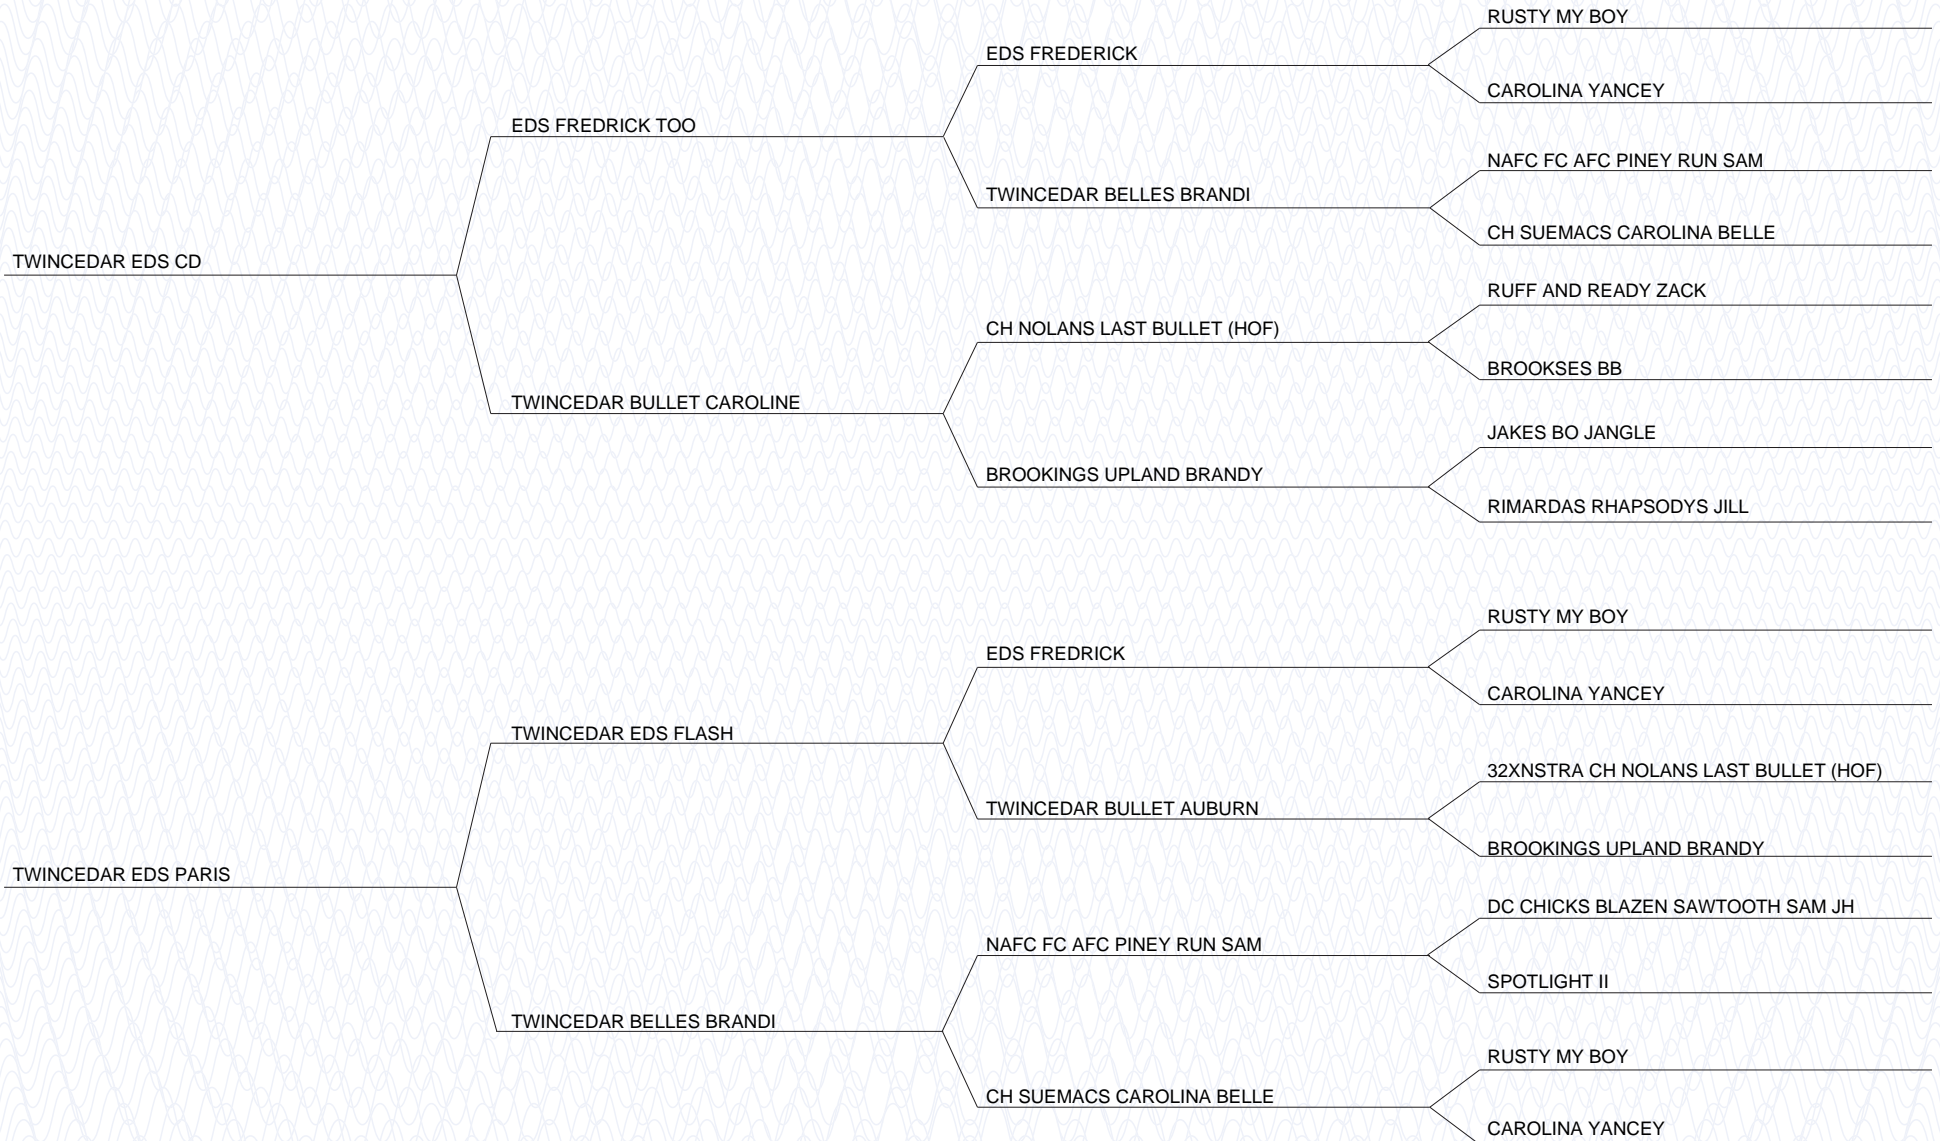 RUSTY MY BOY
EDS FREDERICK
CAROLINA YANCEY
EDS FREDRICK TOO
NAFC FC AFC PINEY RUN SAM
TWINCEDAR BELLES BRANDI
CH SUEMACS CAROLINA BELLE
TWINCEDAR EDS CD
RUFF AND READY ZACK
CH NOLANS LAST BULLET (HOF)
BROOKSES BB
TWINCEDAR BULLET CAROLINE
JAKES BO JANGLE
BROOKINGS UPLAND BRANDY
RIMARDAS RHAPSODYS JILL
RUSTY MY BOY
EDS FREDRICK
CAROLINA YANCEY
TWINCEDAR EDS FLASH
32XNSTRA CH NOLANS LAST BULLET (HOF)
TWINCEDAR BULLET AUBURN
BROOKINGS UPLAND BRANDY
TWINCEDAR EDS PARIS
DC CHICKS BLAZEN SAWTOOTH SAM JH
NAFC FC AFC PINEY RUN SAM
SPOTLIGHT II
TWINCEDAR BELLES BRANDI
RUSTY MY BOY
CH SUEMACS CAROLINA BELLE
CAROLINA YANCEY